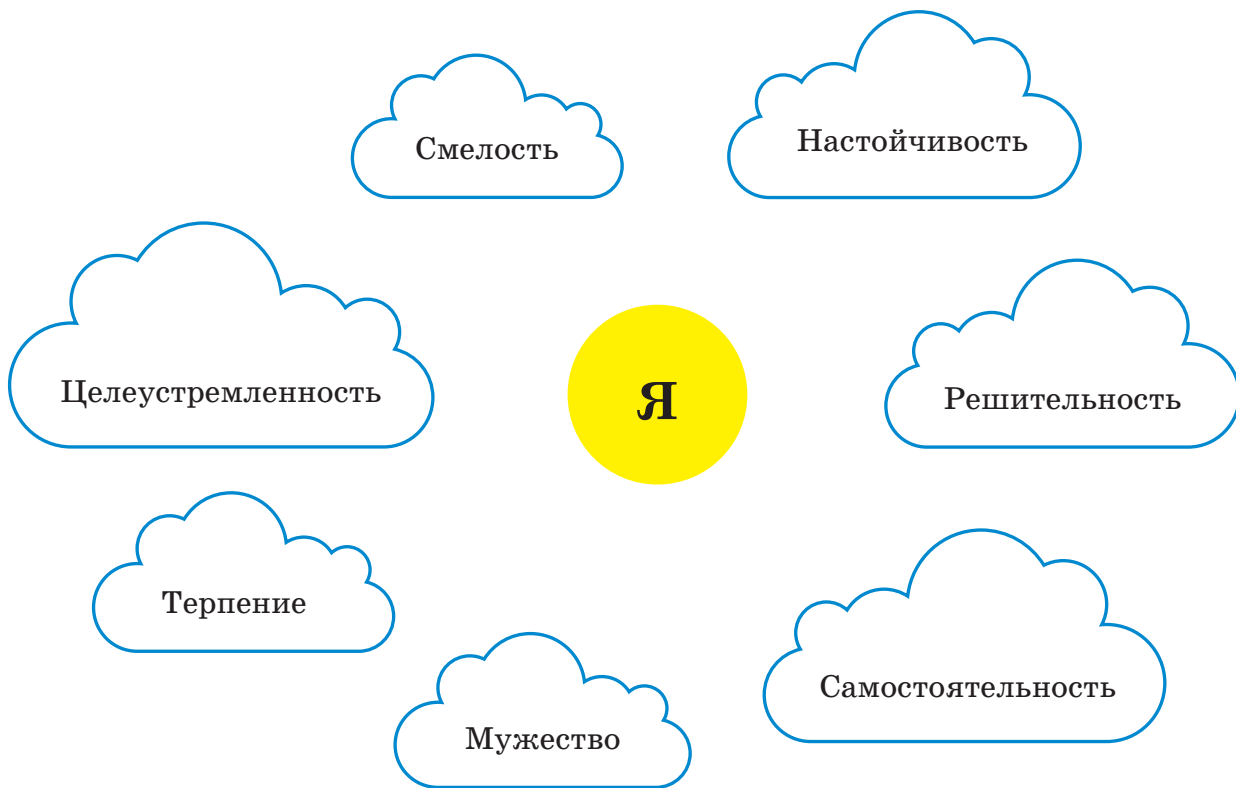 Смелость
Настойчивость
Целеустремленность
Я
Решительность
Терпение
Самостоятельность
Мужество